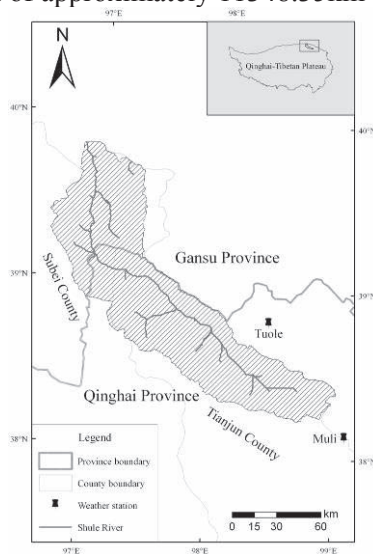 97°E
98°E
N
Qinghai-Tibetan Plateau
40°N
40°N
Gansu Province
39°N
39°N
Subei County
Tuole
Qinghai Province
Tianjun County
38°N
Muli
38°N
Legend
Province boundary
County boundary
Weather station
Shule River
km
0 15 30 60
97°E
98°E
99°E